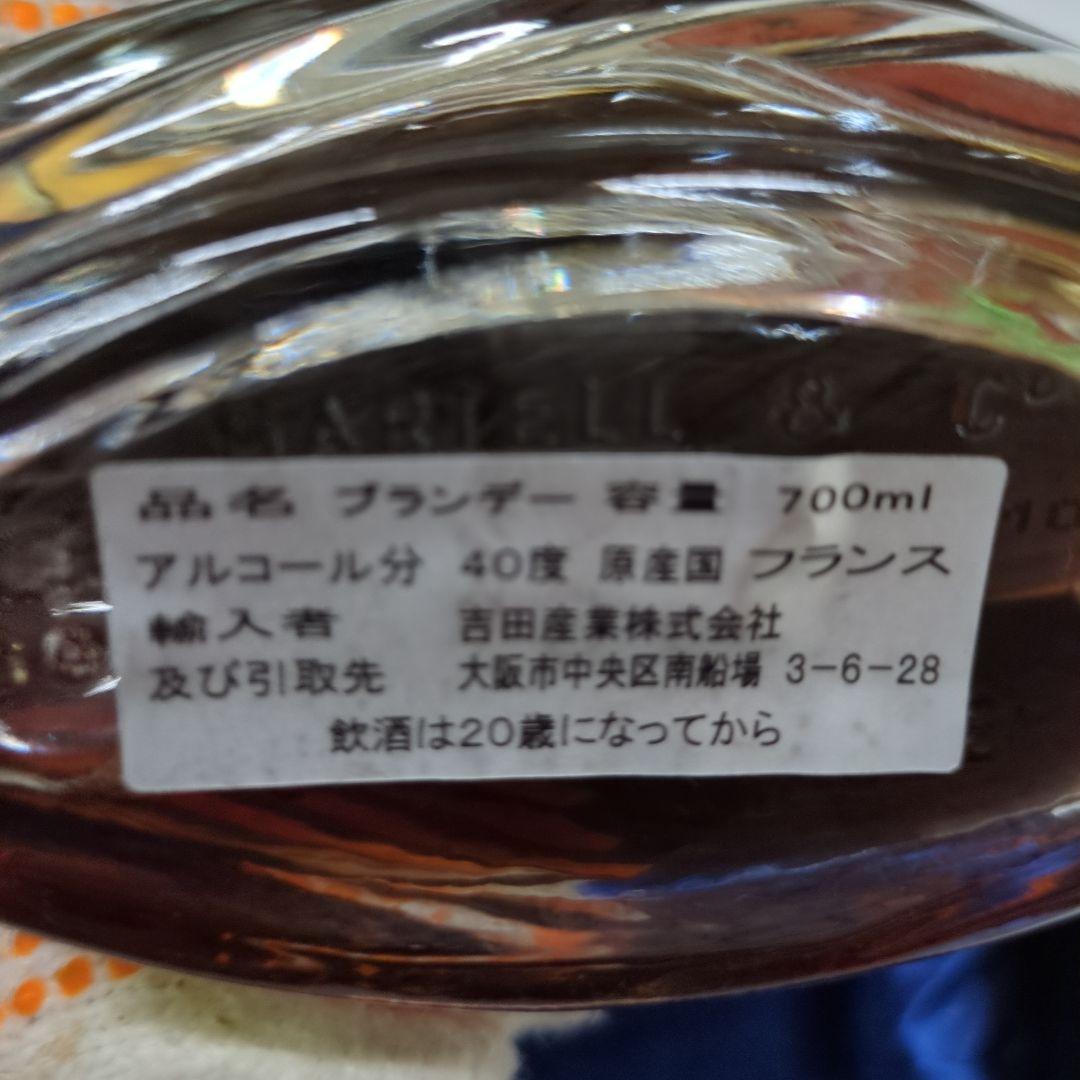 MARTELL & Cº
品名 ブランデー 容量 700ml
アルコール分 40度 原産国 フランス
輸入者 吉田産業株式会社
及び引取先 大阪市中央区南船場 3-6-28
飲酒は20歳になってから